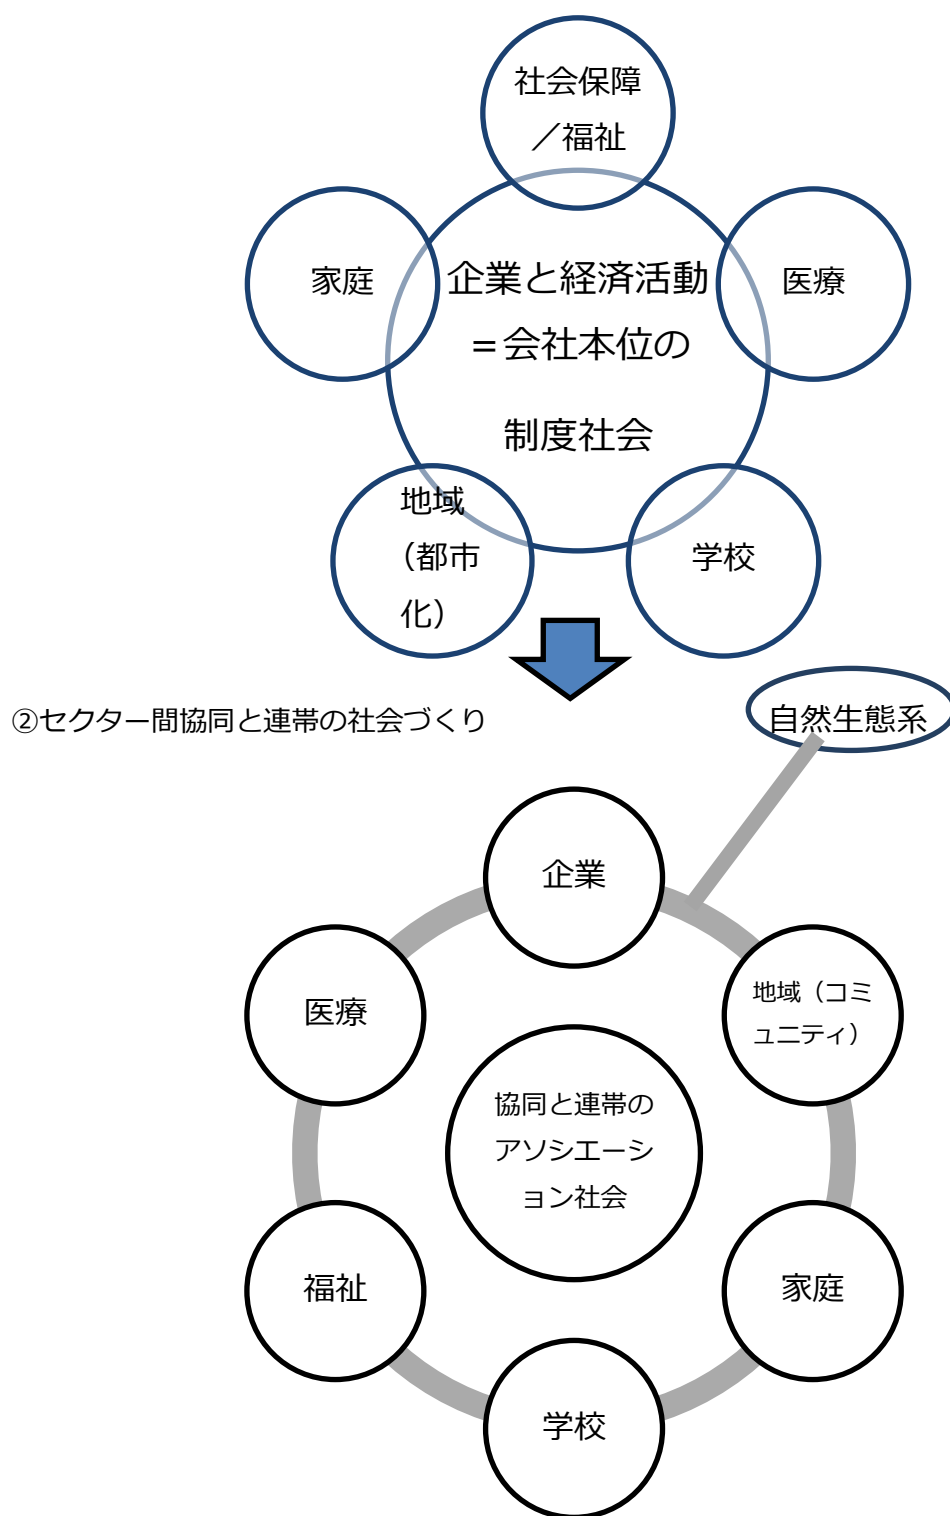 社会保障
／福祉
家庭
企業と経済活動
＝会社本位の
制度社会
医療
地域
（都市
化）
学校
②セクター間協同と連帯の社会づくり
自然生態系
企業
医療
地域（コミ
ュニティ）
協同と連帯の
アソシエーシ
ョン社会
福祉
家庭
学校